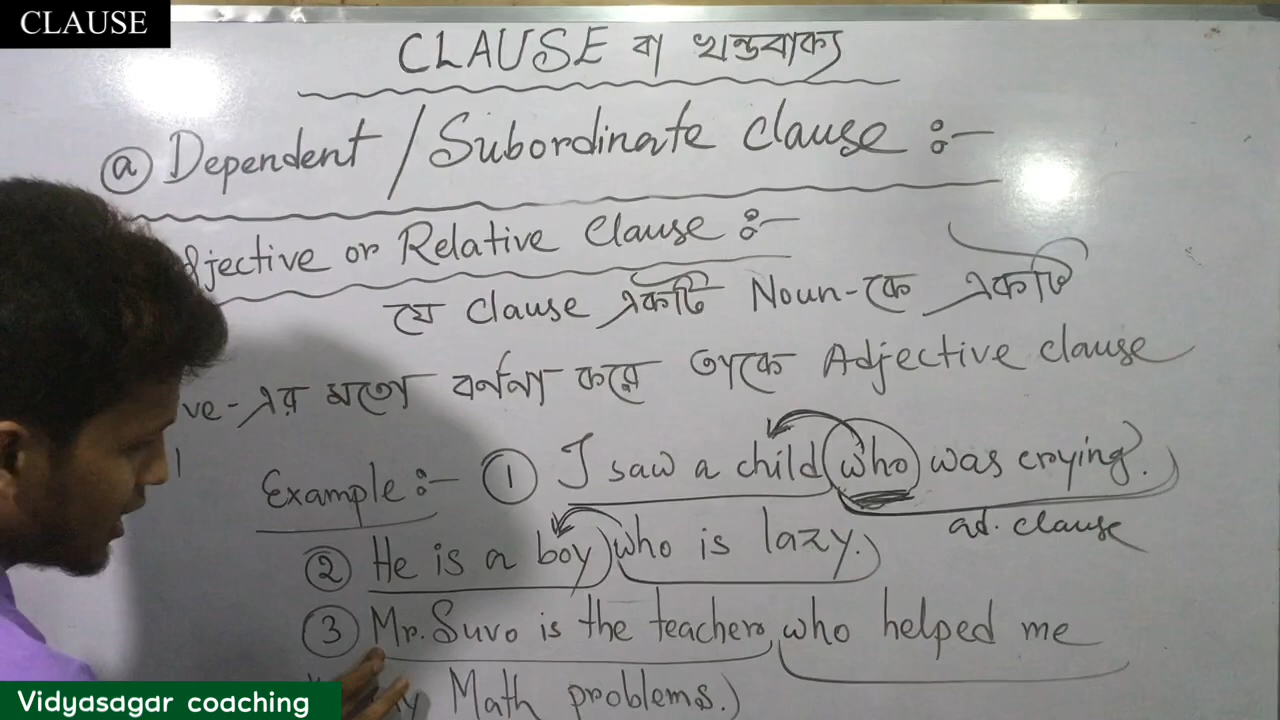 CLAUSE
CLAUSE বা খন্ডবাক্য
ⓐ Dependent / Subordinate clause :-
djective or Relative Clause :-
যে clause একটি Noun-কে একটি
ve-এর মতো বর্ননা করে তাকে Adjective clause
Example :- ① I saw a child who was crying.
ad. clause
② He is a boy who is lazy.
③ Mr. Suvo is the teacher, who helped me
Math problems.
Vidyasagar coaching